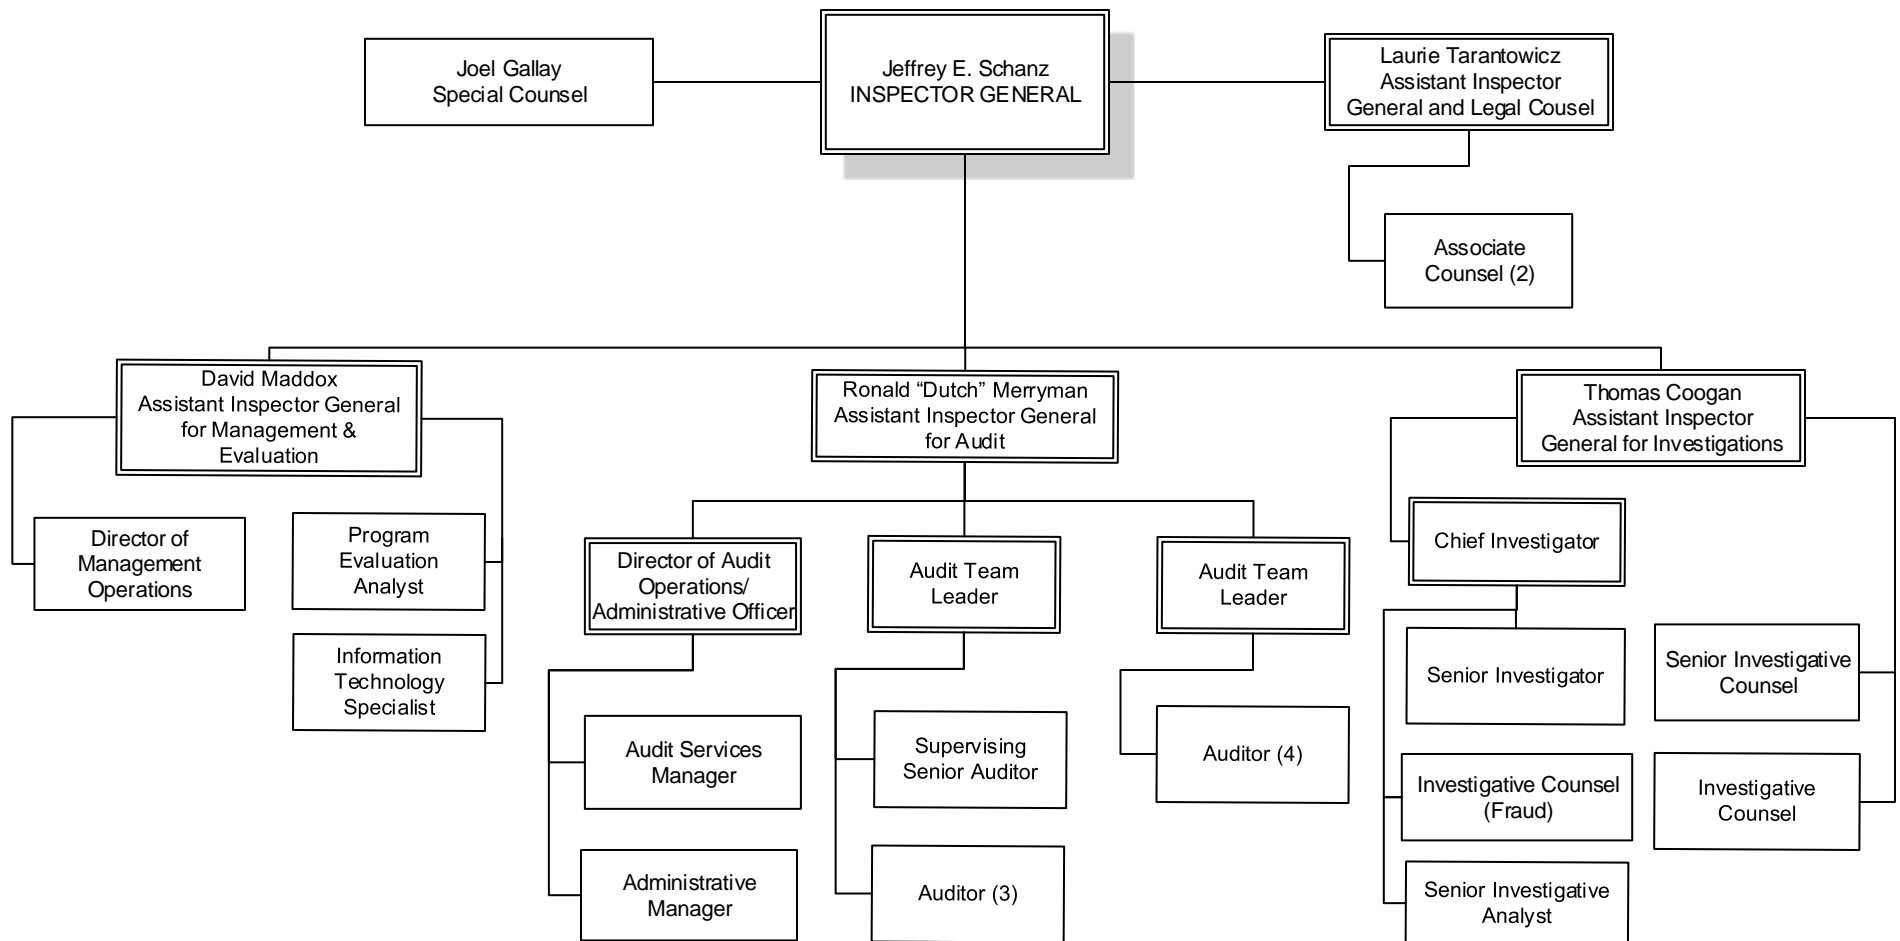 Joel Gallay
Special Counsel
Jeffrey E. Schanz
INSPECTOR GENERAL
Laurie Tarantowicz
Assistant Inspector
General and Legal Cousel
Associate
Counsel (2)
David Maddox
Assistant Inspector General
for Management &
Evaluation
Ronald “Dutch” Merryman
Assistant Inspector General
for Audit
Thomas Coogan
Assistant Inspector
General for Investigations
Director of
Management
Operations
Program
Evaluation
Analyst
Information
Technology
Specialist
Director of Audit
Operations/
Administrative Officer
Audit Team
Leader
Audit Team
Leader
Chief Investigator
Audit Services
Manager
Administrative
Manager
Supervising
Senior Auditor
Auditor (3)
Auditor (4)
Senior Investigator
Investigative Counsel
(Fraud)
Senior Investigative
Analyst
Senior Investigative
Counsel
Investigative
Counsel